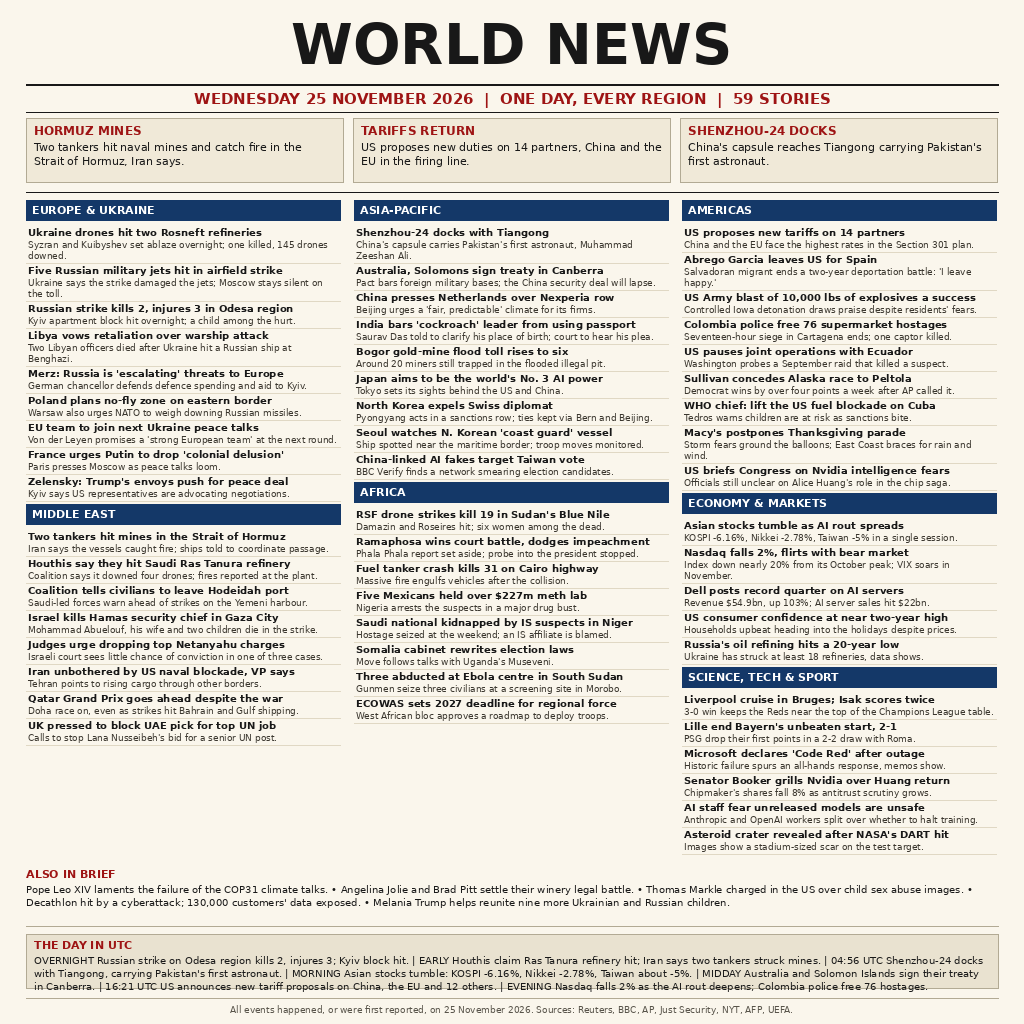 WORLD NEWS
WEDNESDAY 25 NOVEMBER 2026 | ONE DAY, EVERY REGION | 59 STORIES
HORMUZ MINES
Two tankers hit naval mines and catch fire in the
Strait of Hormuz, Iran says.
TARIFFS RETURN
US proposes new duties on 14 partners, China and the
EU in the firing line.
SHENZHOU-24 DOCKS
China's capsule reaches Tiangong carrying Pakistan's
first astronaut.
EUROPE & UKRAINE
Ukraine drones hit two Rosneft refineries
Syzran and Kuibyshev set ablaze overnight; one killed, 145 drones
downed.
Five Russian military jets hit in airfield strike
Ukraine says the strike damaged the jets; Moscow stays silent on
the toll.
Russian strike kills 2, injures 3 in Odesa region
Kyiv apartment block hit overnight; a child among the hurt.
Libya vows retaliation over warship attack
Two Libyan officers died after Ukraine hit a Russian ship at
Benghazi.
Merz: Russia is 'escalating' threats to Europe
German chancellor defends defence spending and aid to Kyiv.
Poland plans no-fly zone on eastern border
Warsaw also urges NATO to weigh downing Russian missiles.
EU team to join next Ukraine peace talks
Von der Leyen promises a 'strong European team' at the next round.
France urges Putin to drop 'colonial delusion'
Paris presses Moscow as peace talks loom.
Zelensky: Trump's envoys push for peace deal
Kyiv says US representatives are advocating negotiations.
MIDDLE EAST
Two tankers hit mines in the Strait of Hormuz
Iran says the vessels caught fire; ships told to coordinate passage.
Houthis say they hit Saudi Ras Tanura refinery
Coalition says it downed four drones; fires reported at the plant.
Coalition tells civilians to leave Hodeidah port
Saudi-led forces warn ahead of strikes on the Yemeni harbour.
Israel kills Hamas security chief in Gaza City
Mohammad Abuelouf, his wife and two children die in the strike.
Judges urge dropping top Netanyahu charges
Israeli court sees little chance of conviction in one of three cases.
Iran unbothered by US naval blockade, VP says
Tehran points to rising cargo through other borders.
Qatar Grand Prix goes ahead despite the war
Doha race on, even as strikes hit Bahrain and Gulf shipping.
UK pressed to block UAE pick for top UN job
Calls to stop Lana Nusseibeh's bid for a senior UN post.
ASIA-PACIFIC
Shenzhou-24 docks with Tiangong
China's capsule carries Pakistan's first astronaut, Muhammad
Zeeshan Ali.
Australia, Solomons sign treaty in Canberra
Pact bars foreign military bases; the China security deal will lapse.
China presses Netherlands over Nexperia row
Beijing urges a 'fair, predictable' climate for its firms.
India bars 'cockroach' leader from using passport
Saurav Das told to clarify his place of birth; court to hear his plea.
Bogor gold-mine flood toll rises to six
Around 20 miners still trapped in the flooded illegal pit.
Japan aims to be the world's No. 3 AI power
Tokyo sets its sights behind the US and China.
North Korea expels Swiss diplomat
Pyongyang acts in a sanctions row; ties kept via Bern and Beijing.
Seoul watches N. Korean 'coast guard' vessel
Ship spotted near the maritime border; troop moves monitored.
China-linked AI fakes target Taiwan vote
BBC Verify finds a network smearing election candidates.
AFRICA
RSF drone strikes kill 19 in Sudan's Blue Nile
Damazin and Roseires hit; six women among the dead.
Ramaphosa wins court battle, dodges impeachment
Phala Phala report set aside; probe into the president stopped.
Fuel tanker crash kills 31 on Cairo highway
Massive fire engulfs vehicles after the collision.
Five Mexicans held over $227m meth lab
Nigeria arrests the suspects in a major drug bust.
Saudi national kidnapped by IS suspects in Niger
Hostage seized at the weekend; an IS affiliate is blamed.
Somalia cabinet rewrites election laws
Move follows talks with Uganda's Museveni.
Three abducted at Ebola centre in South Sudan
Gunmen seize three civilians at a screening site in Morobo.
ECOWAS sets 2027 deadline for regional force
West African bloc approves a roadmap to deploy troops.
AMERICAS
US proposes new tariffs on 14 partners
China and the EU face the highest rates in the Section 301 plan.
Abrego Garcia leaves US for Spain
Salvadoran migrant ends a two-year deportation battle: 'I leave
happy.'
US Army blast of 10,000 lbs of explosives a success
Controlled Iowa detonation draws praise despite residents' fears.
Colombia police free 76 supermarket hostages
Seventeen-hour siege in Cartagena ends; one captor killed.
US pauses joint operations with Ecuador
Washington probes a September raid that killed a suspect.
Sullivan concedes Alaska race to Peltola
Democrat wins by over four points a week after AP called it.
WHO chief: lift the US fuel blockade on Cuba
Tedros warns children are at risk as sanctions bite.
Macy's postpones Thanksgiving parade
Storm fears ground the balloons; East Coast braces for rain and
wind.
US briefs Congress on Nvidia intelligence fears
Officials still unclear on Alice Huang's role in the chip saga.
ECONOMY & MARKETS
Asian stocks tumble as AI rout spreads
KOSPI -6.16%, Nikkei -2.78%, Taiwan -5% in a single session.
Nasdaq falls 2%, flirts with bear market
Index down nearly 20% from its October peak; VIX soars in
November.
Dell posts record quarter on AI servers
Revenue $54.9bn, up 103%; AI server sales hit $22bn.
US consumer confidence at near two-year high
Households upbeat heading into the holidays despite prices.
Russia's oil refining hits a 20-year low
Ukraine has struck at least 18 refineries, data shows.
SCIENCE, TECH & SPORT
Liverpool cruise in Bruges; Isak scores twice
3-0 win keeps the Reds near the top of the Champions League table.
Lille end Bayern's unbeaten start, 2-1
PSG drop their first points in a 2-2 draw with Roma.
Microsoft declares 'Code Red' after outage
Historic failure spurs an all-hands response, memos show.
Senator Booker grills Nvidia over Huang return
Chipmaker's shares fall 8% as antitrust scrutiny grows.
AI staff fear unreleased models are unsafe
Anthropic and OpenAI workers split over whether to halt training.
Asteroid crater revealed after NASA's DART hit
Images show a stadium-sized scar on the test target.
ALSO IN BRIEF
Pope Leo XIV laments the failure of the COP31 climate talks. • Angelina Jolie and Brad Pitt settle their winery legal battle. • Thomas Markle charged in the US over child sex abuse images. •
Decathlon hit by a cyberattack; 130,000 customers' data exposed. • Melania Trump helps reunite nine more Ukrainian and Russian children.
THE DAY IN UTC
OVERNIGHT Russian strike on Odesa region kills 2, injures 3; Kyiv block hit. | EARLY Houthis claim Ras Tanura refinery hit; Iran says two tankers struck mines. | 04:56 UTC Shenzhou-24 docks
with Tiangong, carrying Pakistan's first astronaut. | MORNING Asian stocks tumble: KOSPI -6.16%, Nikkei -2.78%, Taiwan about -5%. | MIDDAY Australia and Solomon Islands sign their treaty
in Canberra. | 16:21 UTC US announces new tariff proposals on China, the EU and 12 others. | EVENING Nasdaq falls 2% as the AI rout deepens; Colombia police free 76 hostages.
All events happened, or were first reported, on 25 November 2026. Sources: Reuters, BBC, AP, Just Security, NYT, AFP, UEFA.